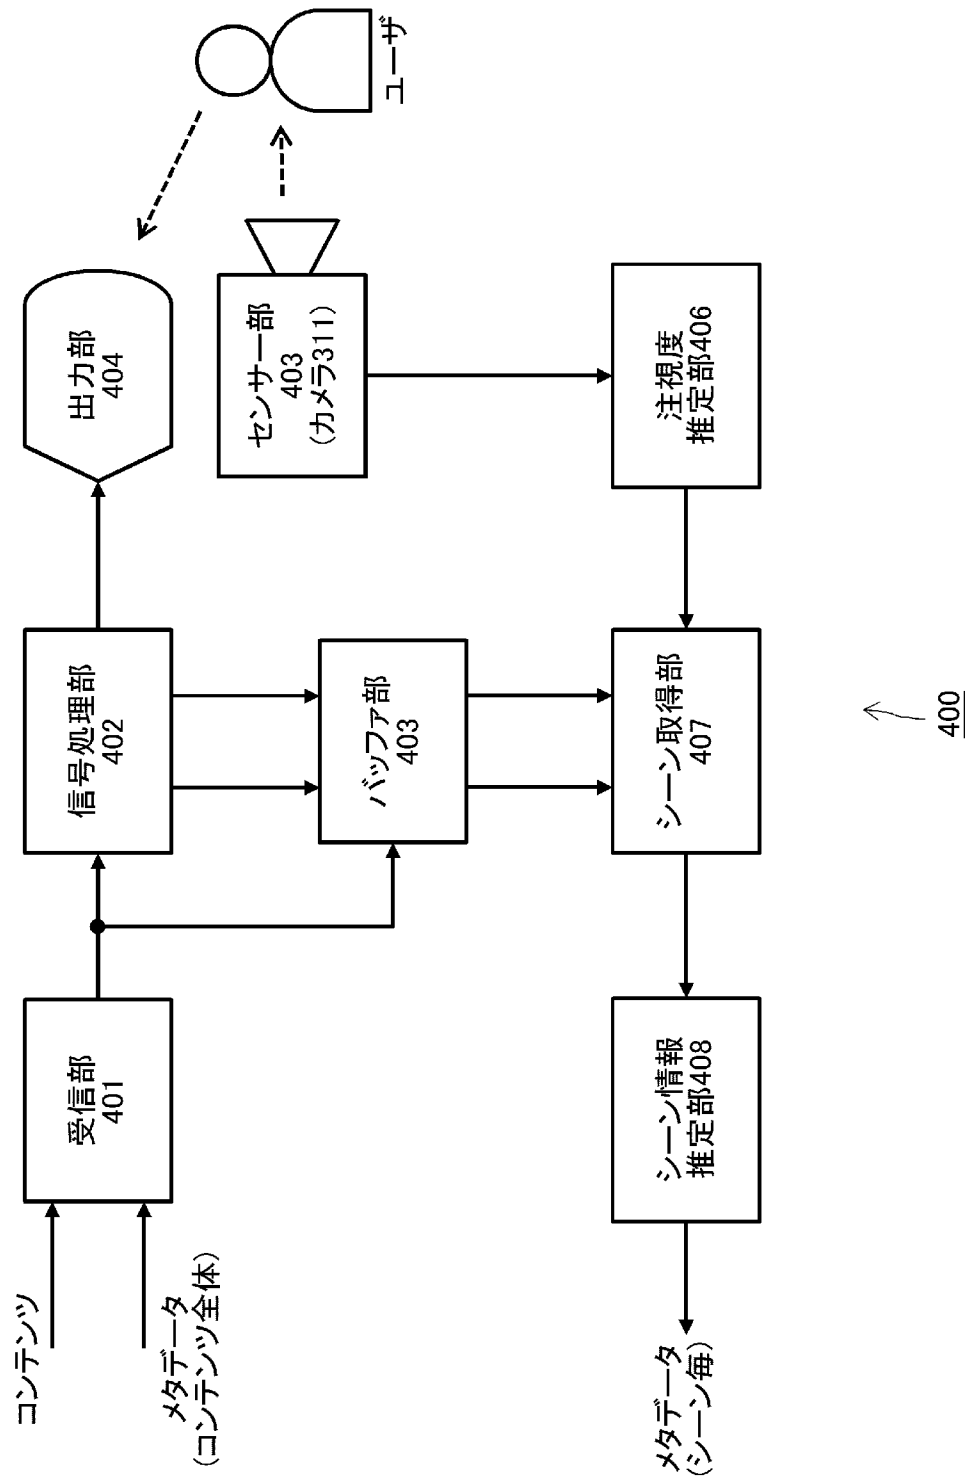 コンテンツ
メタデータ
(コンテンツ全体)
受信部
401
信号処理部
402
出力部
404
ユーザ
センサー部
403
(カメラ311)
バッファ部
403
注視度
推定部406
シーン取得部
407
シーン情報
推定部408
メタデータ
(シーン毎)
400